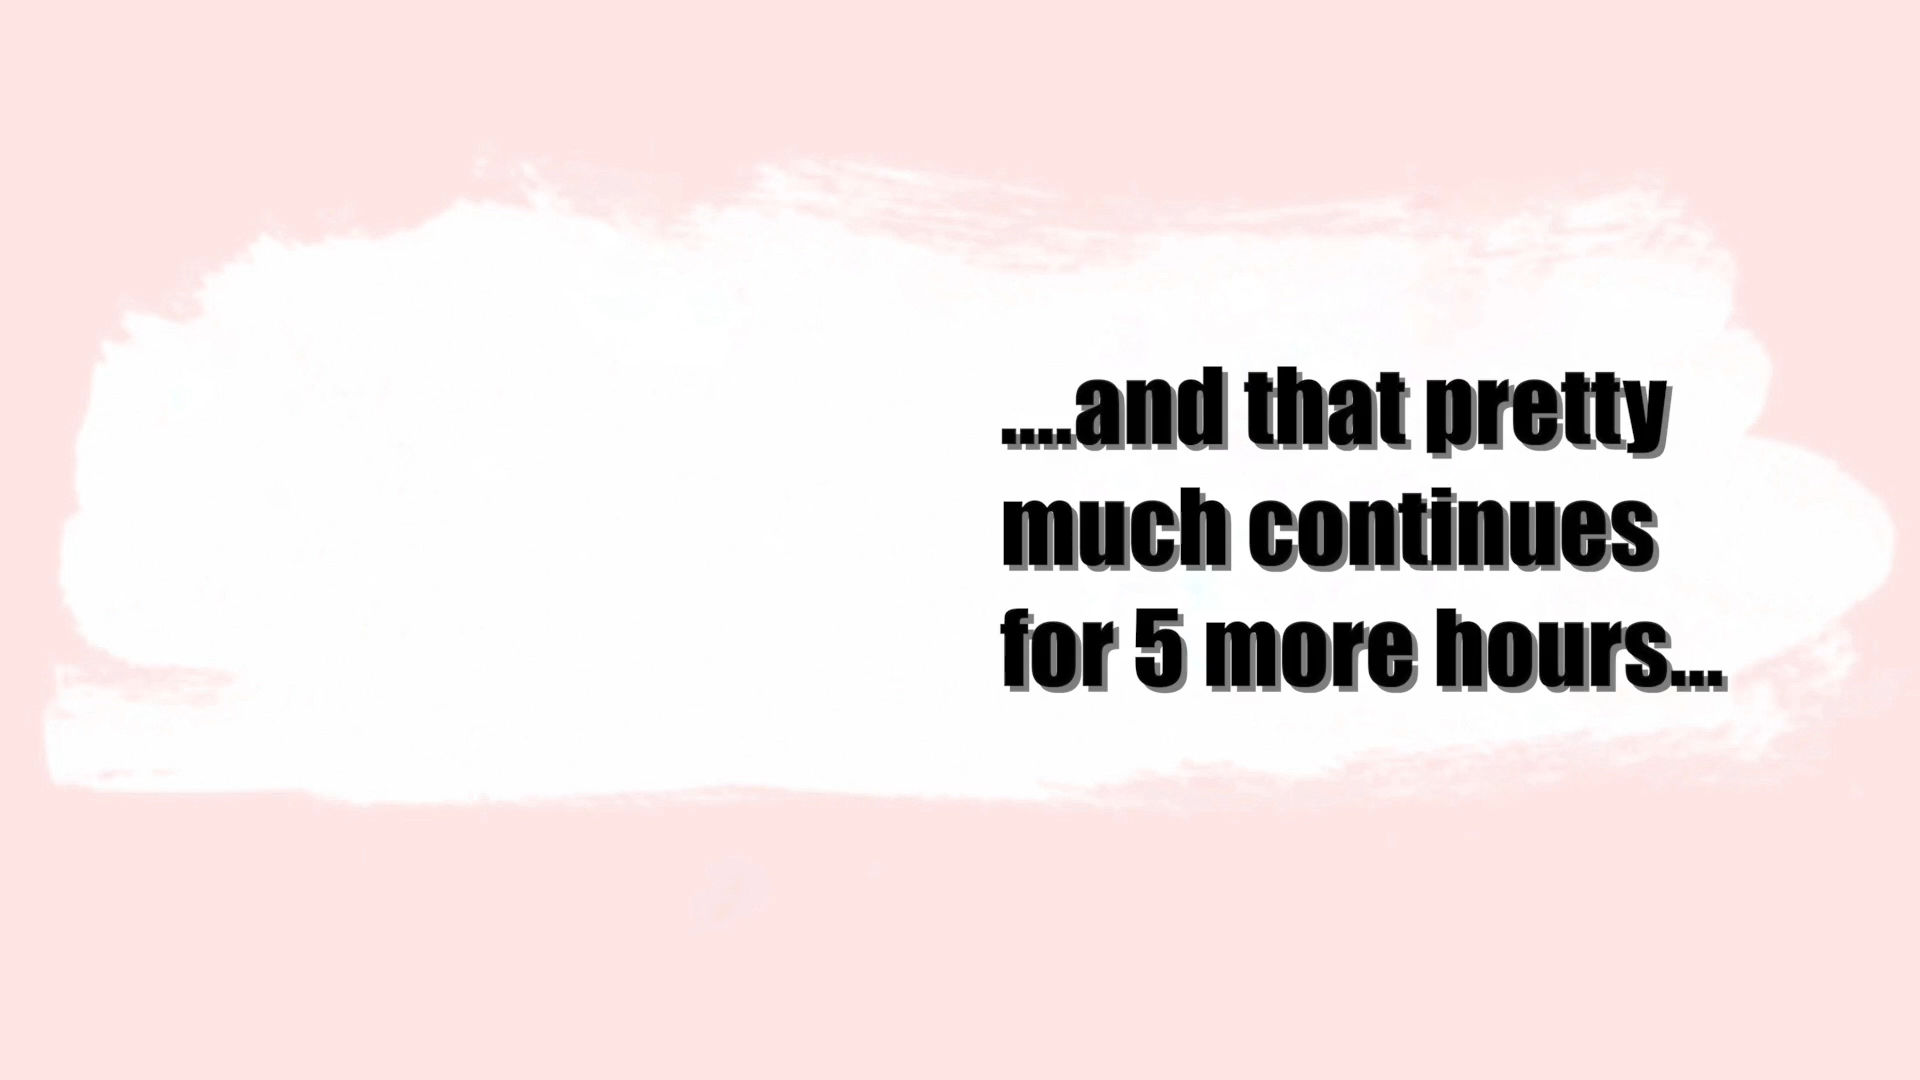 ....and that pretty
much continues
for 5 more hours...